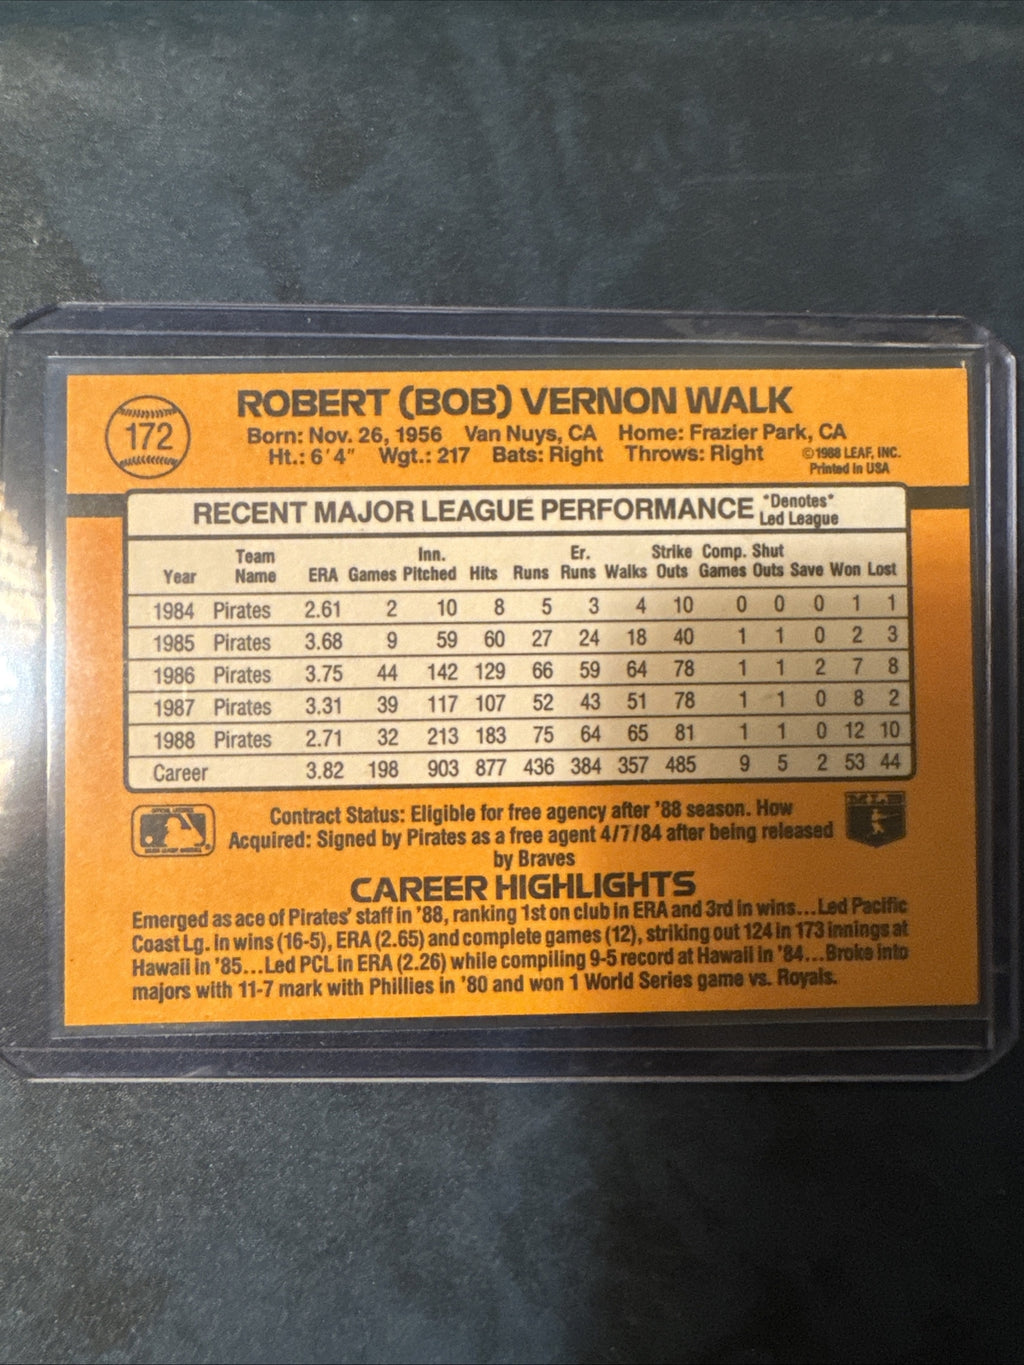 172
ROBERT (BOB) VERNON WALK
Born: Nov. 26, 1956 Van Nuys, CA Home: Frazier Park, CA
Ht.: 6'4" Wgt.: 217 Bats: Right Throws: Right
©1988 LEAF, INC.
Printed in USA
RECENT MAJOR LEAGUE PERFORMANCE *Denotes*
Led League
Team Inn. Er. Strike Comp. Shut
Year Name ERA Games Pitched Hits Runs Runs Walks Outs Games Outs Save Won Lost
1984 Pirates 2.61 2 10 8 5 3 4 10 0 0 0 1 1
1985 Pirates 3.68 9 59 60 27 24 18 40 1 1 0 2 3
1986 Pirates 3.75 44 142 129 66 59 64 78 1 1 2 7 8
1987 Pirates 3.31 39 117 107 52 43 51 78 1 1 0 8 2
1988 Pirates 2.71 32 213 183 75 64 65 81 1 1 0 12 10
Career 3.82 198 903 877 436 384 357 485 9 5 2 53 44
Contract Status: Eligible for free agency after '88 season. How
Acquired: Signed by Pirates as a free agent 4/7/84 after being released
by Braves
CAREER HIGHLIGHTS
Emerged as ace of Pirates' staff in '88, ranking 1st on club in ERA and 3rd in wins...Led Pacific
Coast Lg. in wins (16-5), ERA (2.65) and complete games (12), striking out 124 in 173 innings at
Hawaii in '85...Led PCL in ERA (2.26) while compiling 9-5 record at Hawaii in '84...Broke into
majors with 11-7 mark with Phillies in '80 and won 1 World Series game vs. Royals.